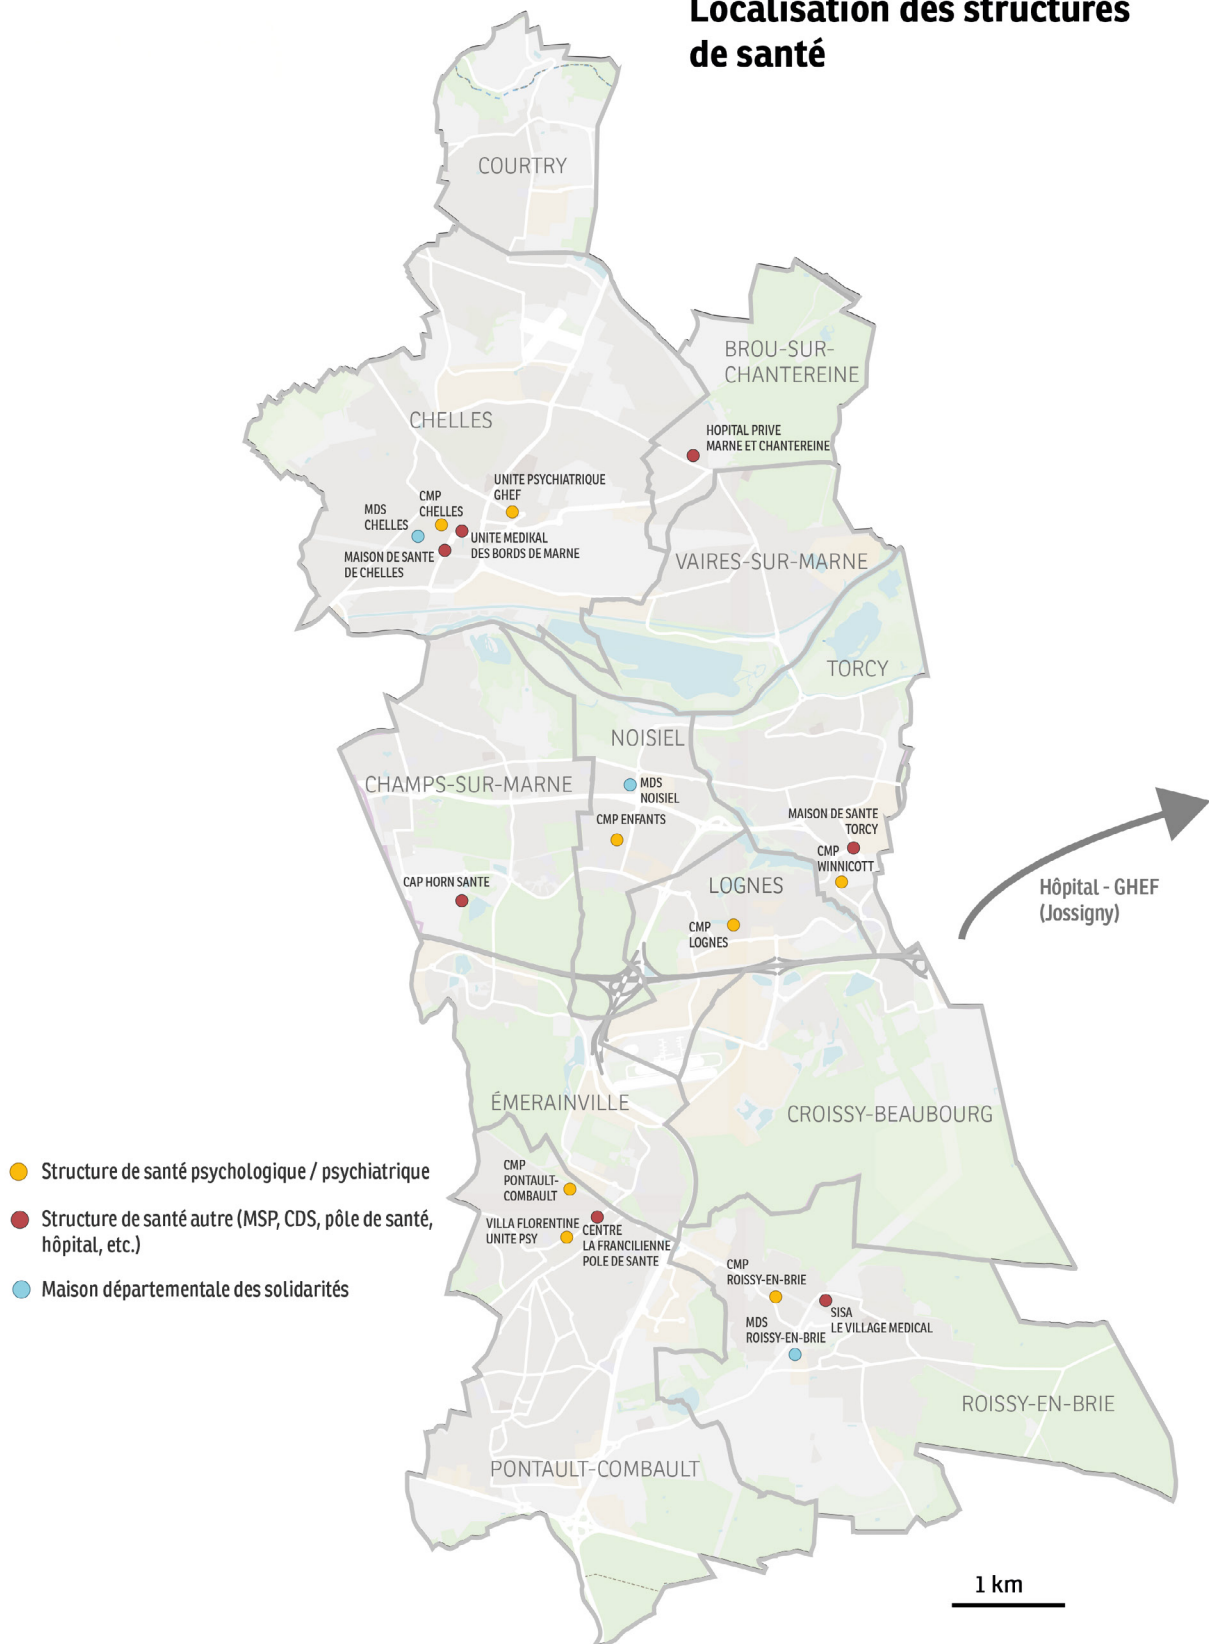 Localisation des structures
de santé
COURTRY
BROU-SUR-
CHANTEREINE
CHELLES
HOPITAL PRIVE
MARNE ET CHANTEREINE
UNITE PSYCHIATRIQUE
GHEF
CMP
CHELLES
MDS
CHELLES
UNITE MEDIKAL
DES BORDS DE MARNE
MAISON DE SANTE
DE CHELLES
VAIRES-SUR-MARNE
TORCY
NOISIEL
CHAMPS-SUR-MARNE
MDS
NOISIEL
CMP ENFANTS
MAISON DE SANTE
TORCY
CMP
WINNICOTT
CAP HORN SANTE
LOGNES
CMP
LOGNES
Hôpital - GHEF
(Jossigny)
ÉMERAINVILLE
CROISSY-BEAUBOURG
CMP
PONTAULT-
COMBAULT
VILLA FLORENTINE
UNITE PSY
CENTRE
LA FRANCILIENNE
POLE DE SANTE
CMP
ROISSY-EN-BRIE
SISA
LE VILLAGE MEDICAL
MDS
ROISSY-EN-BRIE
ROISSY-EN-BRIE
PONTAULT-COMBAULT
Structure de santé psychologique / psychiatrique
Structure de santé autre (MSP, CDS, pôle de santé,
hôpital, etc.)
Maison départementale des solidarités
1 km